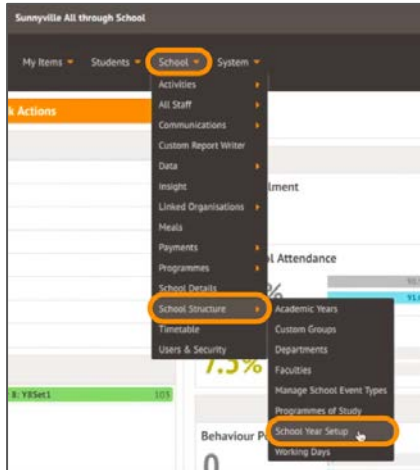 Sunnyville All through School
My Items Students School System
k Actions
Activities
All Staff
Communications
Custom Report Writer
Data
Insight
Linked Organisations
Meals
Payments
Programmes
School Details
School Structure
Timetable
Users & Security
lment
l Attendance
%
7.5%
Academic Years
Custom Groups
Departments
Faculties
Manage School Event Types
Programmes of Study
School Year Setup
Working Days
8: Y8Set1 103
Behaviour P
0